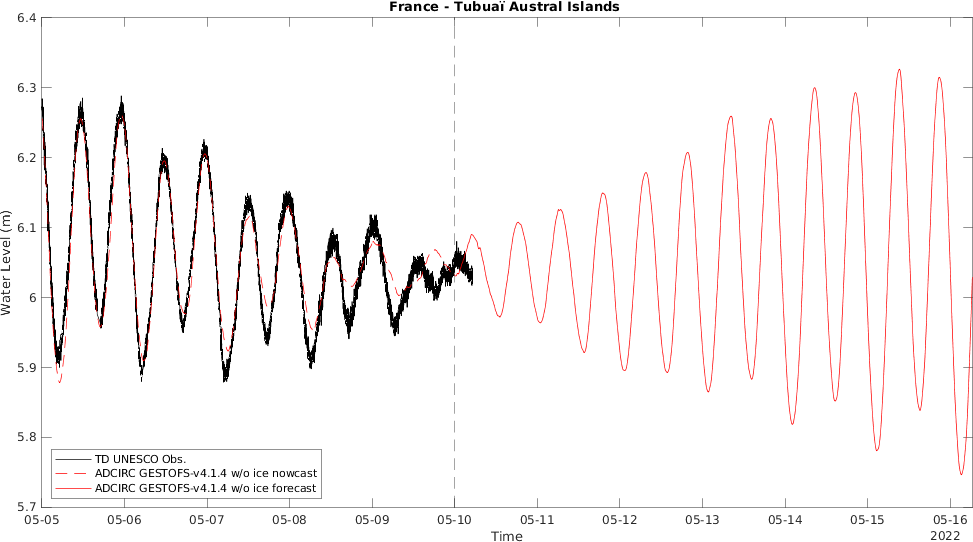 France - Tubuaï Austral Islands
6.4
6.3
6.2
6.1
6
5.9
5.8
5.7
Water Level (m)
TD UNESCO Obs.
ADCIRC GESTOFS-v4.1.4 w/o ice nowcast
ADCIRC GESTOFS-v4.1.4 w/o ice forecast
05-05 05-06 05-07 05-08 05-09 05-10 05-11 05-12 05-13 05-14 05-15 05-16
Time
2022